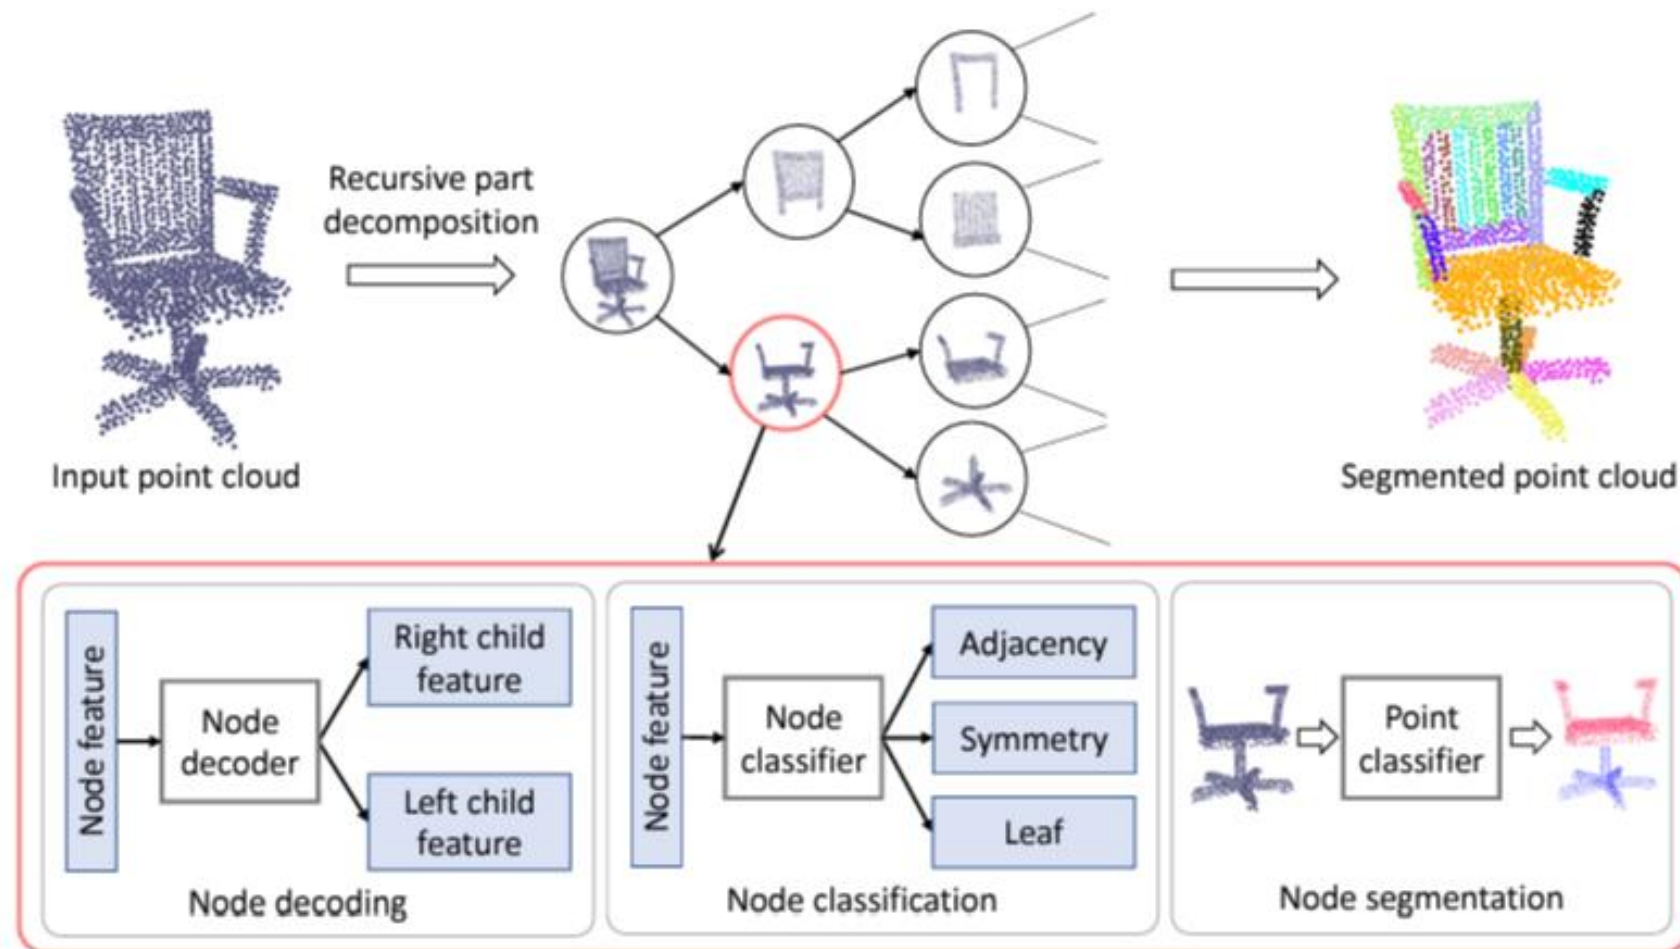 Recursive part
decomposition
Input point cloud
Segmented point cloud
Node feature
Node
decoder
Right child
feature
Left child
feature
Node decoding
Node feature
Node
classifier
Adjacency
Symmetry
Leaf
Node classification
Point
classifier
Node segmentation